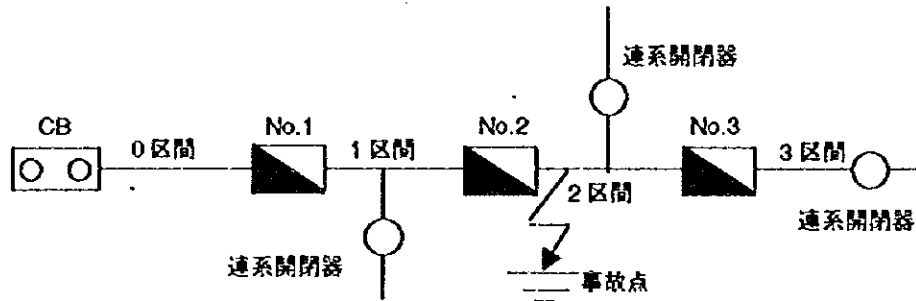 連系開閉器
CB
0区間
No.1
1区間
No.2
No.3
3区間
2区間
連系開閉器
連系開閉器
事故点